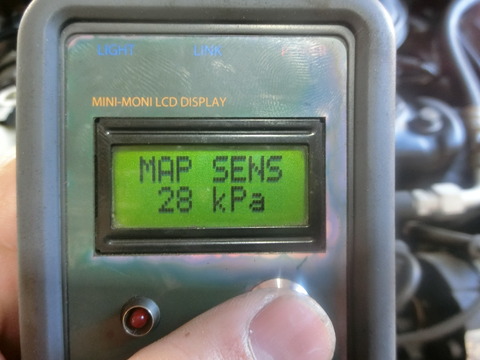 LIGHT LINK
MINI-MONI LCD DISPLAY
MAP SENS
28 kPa